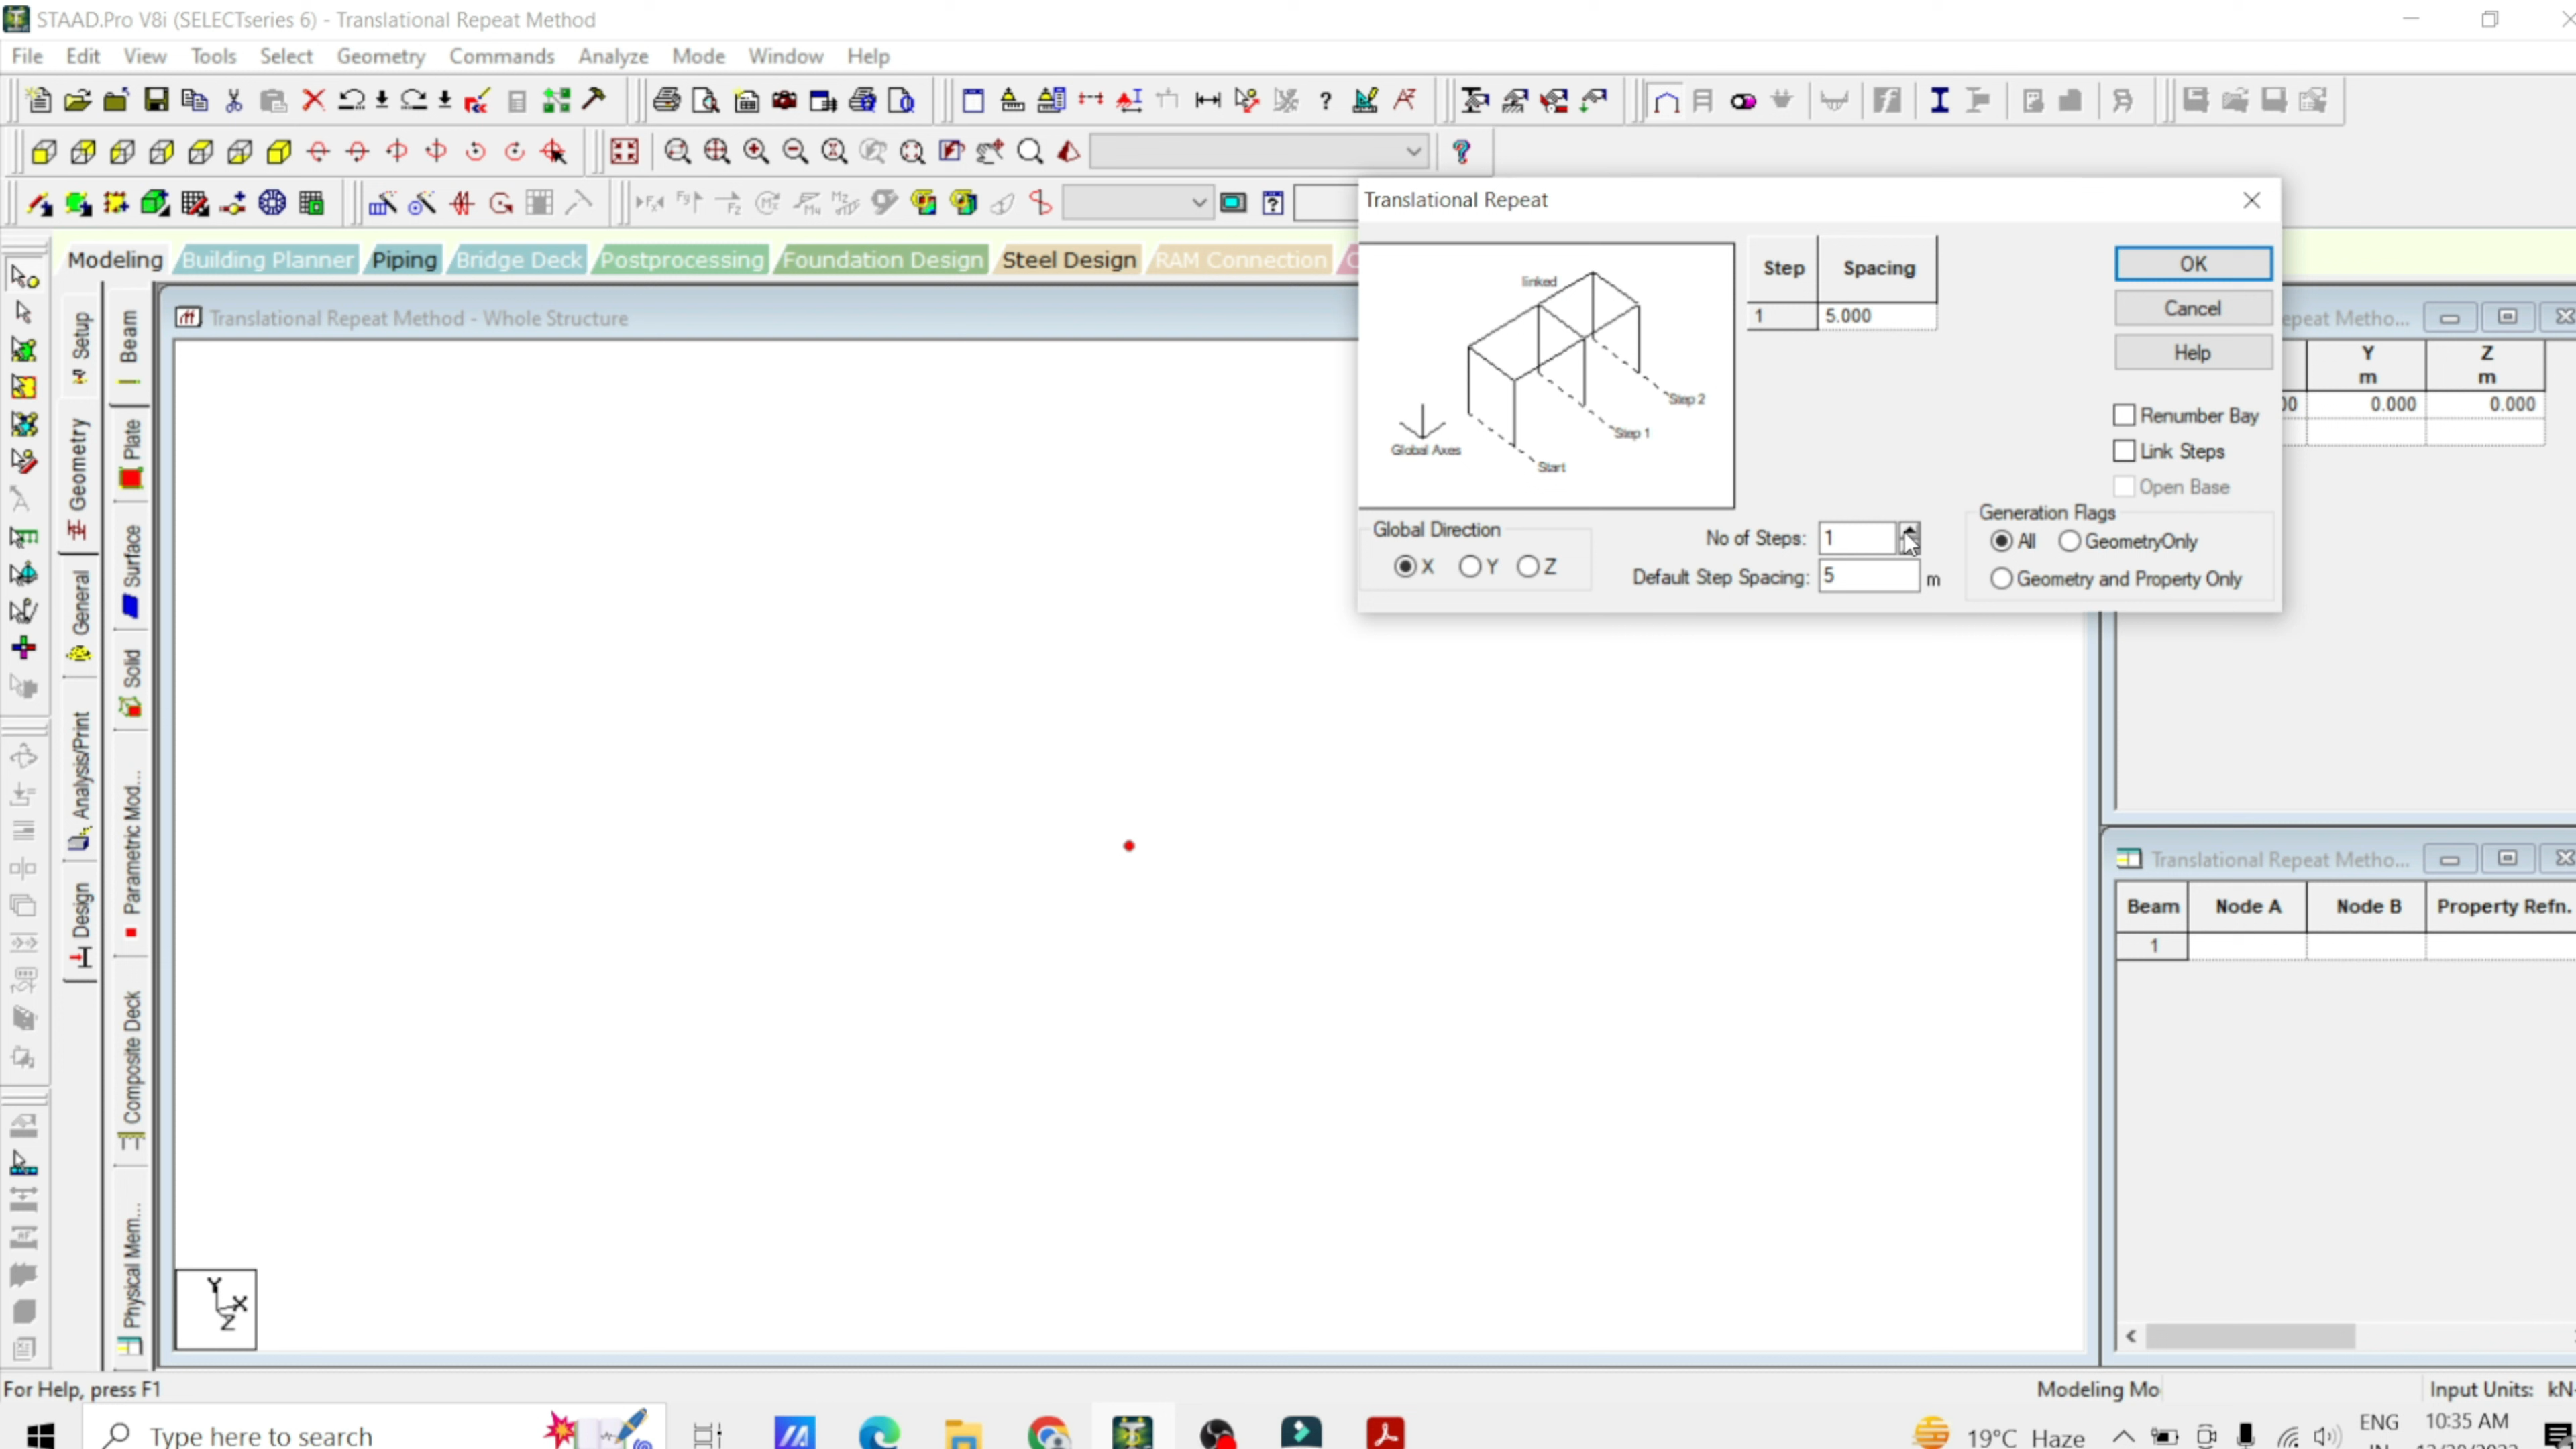 STAAD.Pro V8i (SELECTseries 6) - Translational Repeat Method
File Edit View Tools Select Geometry Commands Analyze Mode Window Help
Translational Repeat
Modeling Building Planner Piping Bridge Deck Postprocessing Foundation Design Steel Design RAM Connection
Translational Repeat Method - Whole Structure
Setup
Geometry
General
Analysis/Print
Design
Beam
Plate
Surface
Solid
Parametric Mod...
Composite Deck
Physical Mem...
linked
Step 2
Step 1
Start
Global Axes
Step Spacing
1 5.000
OK
Cancel
Help
Renumber Bay
Link Steps
Open Base
Global Direction
X Y Z
No of Steps: 1
Default Step Spacing: 5 m
Generation Flags
All GeometryOnly
Geometry and Property Only
epeat Metho...
Y Z
m m
00 0.000 0.000
Translational Repeat Metho...
Beam Node A Node B Property Refn.
1
Y
X
Z
For Help, press F1
Modeling Mo
Input Units: kN-
Type here to search
19°C Haze
ENG
IN
10:35 AM